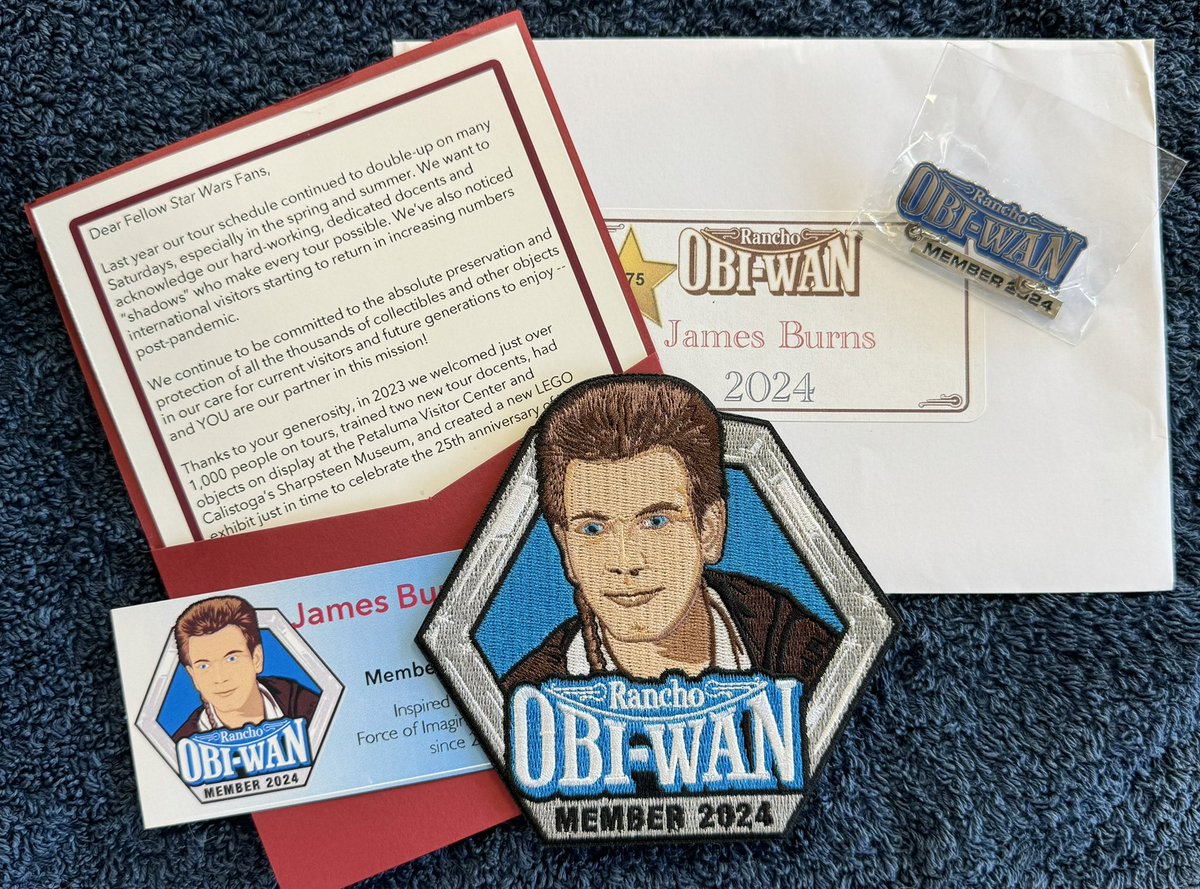 Dear Fellow Star Wars Fans,
Last year our tour schedule continued to double-up on many
Saturdays, especially in the spring and summer. We want to
acknowledge our hard-working, dedicated docents and
"shadows" who make every tour possible. We've also noticed
international visitors starting to return in increasing numbers
post-pandemic.
We continue to be committed to the absolute preservation and
protection of all the thousands of collectibles and other objects
in our care for current visitors and future generations to enjoy --
and YOU are our partner in this mission!
Thanks to your generosity, in 2023 we welcomed just over
1,000 people on tours, trained two new tour docents, had
objects on display at the Petaluma Visitor Center and
Calistoga's Sharpsteen Museum, and created a new LEGO
exhibit just in time to celebrate the 25th anniversary of
75
Rancho
OBI-WAN
James Burns
2024
Rancho
OBI-WAN
MEMBER 2024
James Bu
Membe
Inspired
Force of Imagin
since 2
Rancho
OBI-WAN
MEMBER 2024
Rancho
OBI-WAN
MEMBER 2024